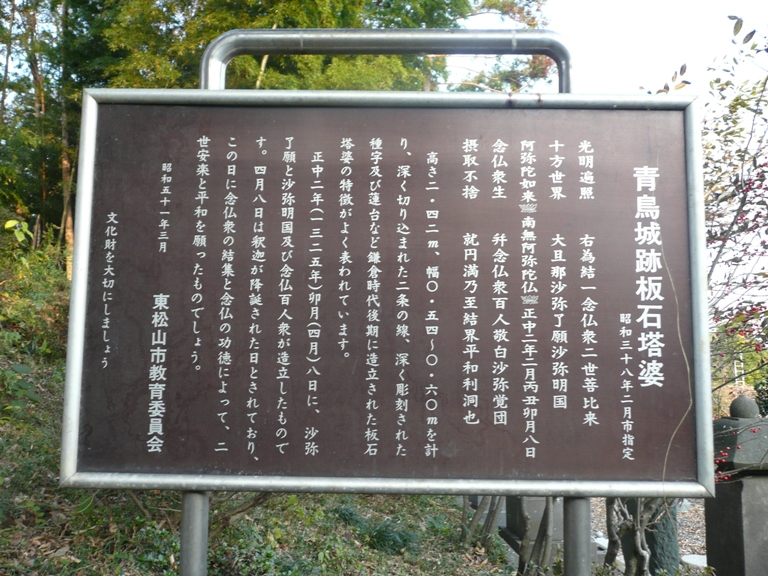 青鳥城跡板石塔婆
昭和三十八年二月市指定
光明遍照　右為結一念仏衆二世菩比来
十方世界　大旦那沙弥了願沙弥明国
阿弥陀如来　南無阿弥陀仏　正中二年二月丙丑卯月八日
念仏衆生　幷念仏衆百人敬白沙弥覚団
摂取不捨　就円満乃至結界平和利洞也
高さ二・四二m、幅〇・五四〜〇・六〇mを計
り、深く切り込まれた二条の線、深く彫刻された
種字及び蓮台など鎌倉時代後期に造立された板石
塔婆の特徴がよく表われています。
正中二年(一三二五年)卯月(四月)八日に、沙弥
了願と沙弥明国及び念仏百人衆が造立したもので
す。四月八日は釈迦が降誕された日とされており、
この日に念仏衆の結集と念仏の功徳によって、二
世安楽と平和を願ったものでしょう。
昭和五十一年三月
東松山市教育委員会
文化財を大切にしましょう